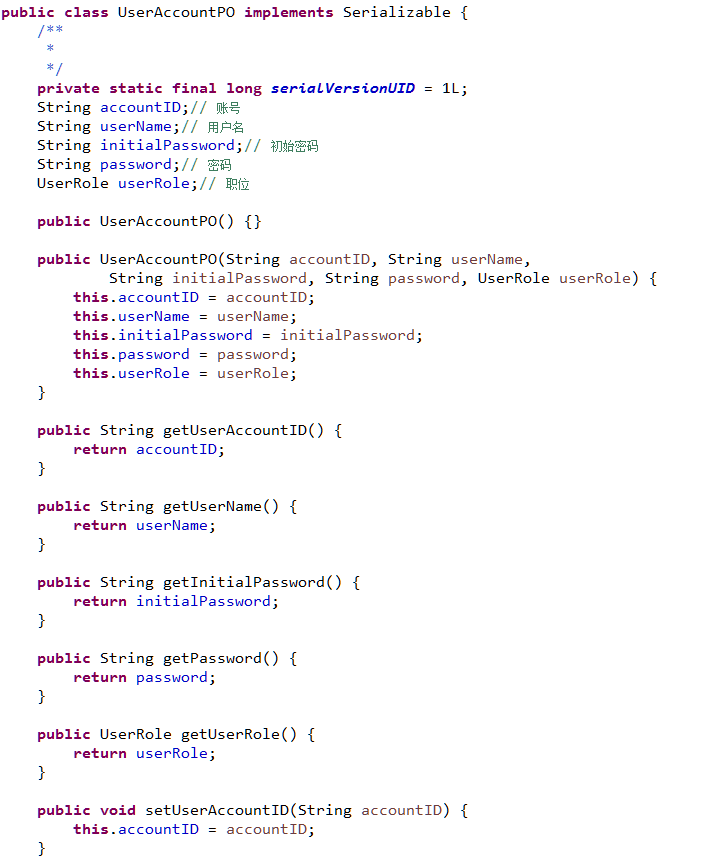 public class UserAccountPO implements Serializable {
    /**
     *
     */
    private static final long serialVersionUID = 1L;
    String accountID;// 账号
    String userName;// 用户名
    String initialPassword;// 初始密码
    String password;// 密码
    UserRole userRole;// 职位

    public UserAccountPO() {}

    public UserAccountPO(String accountID, String userName,
            String initialPassword, String password, UserRole userRole) {
        this.accountID = accountID;
        this.userName = userName;
        this.initialPassword = initialPassword;
        this.password = password;
        this.userRole = userRole;
    }

    public String getUserAccountID() {
        return accountID;
    }

    public String getUserName() {
        return userName;
    }

    public String getInitialPassword() {
        return initialPassword;
    }

    public String getPassword() {
        return password;
    }

    public UserRole getUserRole() {
        return userRole;
    }

    public void setUserAccountID(String accountID) {
        this.accountID = accountID;
    }